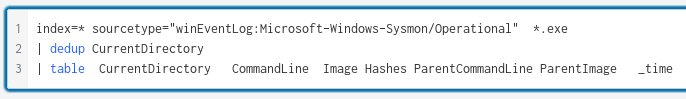 1 index=* sourcetype="winEventLog:Microsoft-Windows-Sysmon/Operational" *.exe
2 | dedup CurrentDirectory
3 | table CurrentDirectory CommandLine Image Hashes ParentCommandLine ParentImage _time